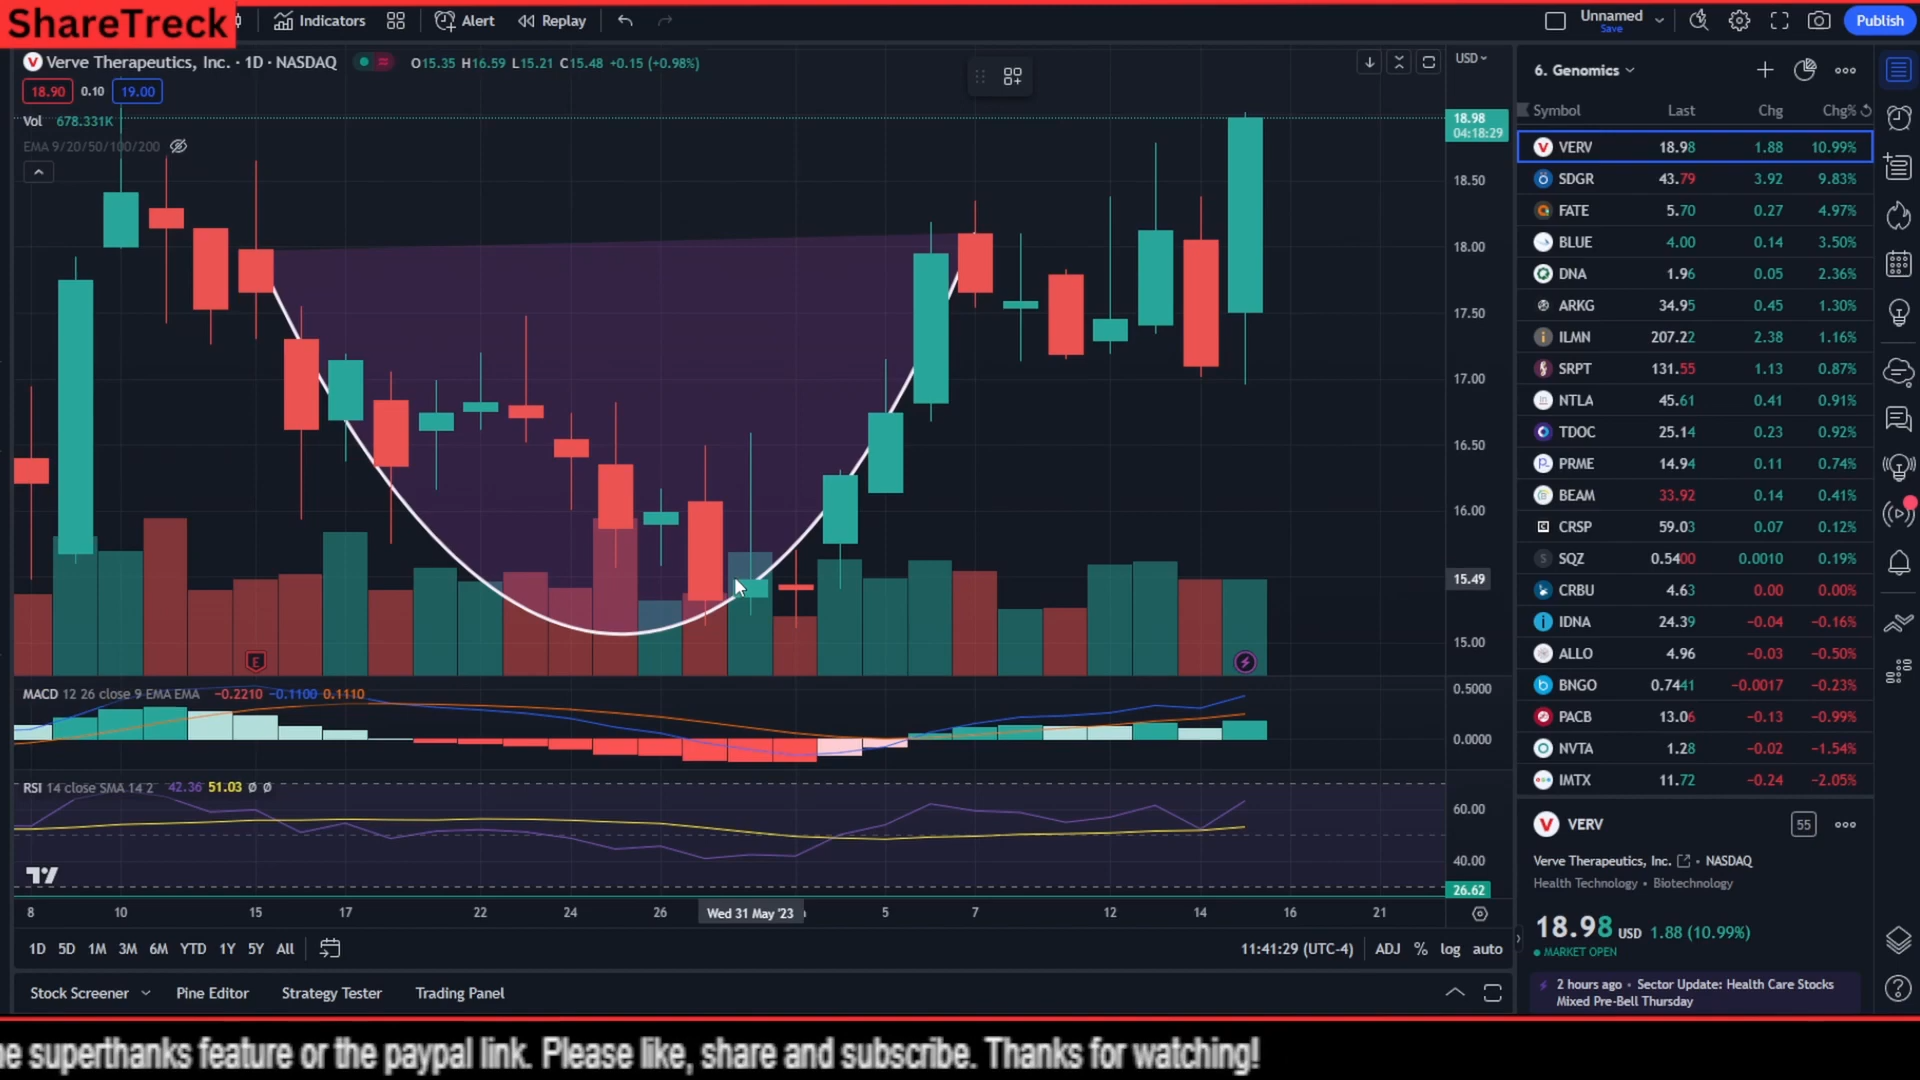 ShareTreck
Indicators
Alert
Replay
Unnamed
Save
Publish
Verve Therapeutics, Inc. · 1D · NASDAQ
O15.35 H16.59 L15.21 C15.48 +0.15 (+0.98%)
18.90 0.10 19.00
Vol 678.331K
EMA 9/20/50/100/200
USD
18.98
04:18:29
18.50
18.00
17.50
17.00
16.50
16.00
15.49
15.00
E
MACD 12 26 close 9 EMA EMA −0.2210 −0.1100 0.1110
0.5000
0.0000
RSI 14 close SMA 14 2 42.36 51.03 Ø Ø
60.00
40.00
26.62
8 10 15 17 22 24 26 Wed 31 May '23 5 7 12 14 16 21
1D 5D 1M 3M 6M YTD 1Y 5Y All
11:41:29 (UTC-4) ADJ % log auto
Stock Screener Pine Editor Strategy Tester Trading Panel
6. Genomics
Symbol Last Chg Chg%
VERV 18.98 1.88 10.99%
SDGR 43.79 3.92 9.83%
FATE 5.70 0.27 4.97%
BLUE 4.00 0.14 3.50%
DNA 1.96 0.05 2.36%
ARKG 34.95 0.45 1.30%
ILMN 207.22 2.38 1.16%
SRPT 131.55 1.13 0.87%
NTLA 45.61 0.41 0.91%
TDOC 25.14 0.23 0.92%
PRME 14.94 0.11 0.74%
BEAM 33.92 0.14 0.41%
CRSP 59.03 0.07 0.12%
SQZ 0.5400 0.0010 0.19%
CRBU 4.63 0.00 0.00%
IDNA 24.39 −0.04 −0.16%
ALLO 4.96 −0.03 −0.50%
BNGO 0.7441 −0.0017 −0.23%
PACB 13.06 −0.13 −0.99%
NVTA 1.28 −0.02 −1.54%
IMTX 11.72 −0.24 −2.05%
VERV
55
Verve Therapeutics, Inc. • NASDAQ
Health Technology • Biotechnology
18.98 USD 1.88 (10.99%)
MARKET OPEN
2 hours ago • Sector Update: Health Care Stocks
Mixed Pre-Bell Thursday
superthanks feature or the paypal link. Please like, share and subscribe. Thanks for watching!